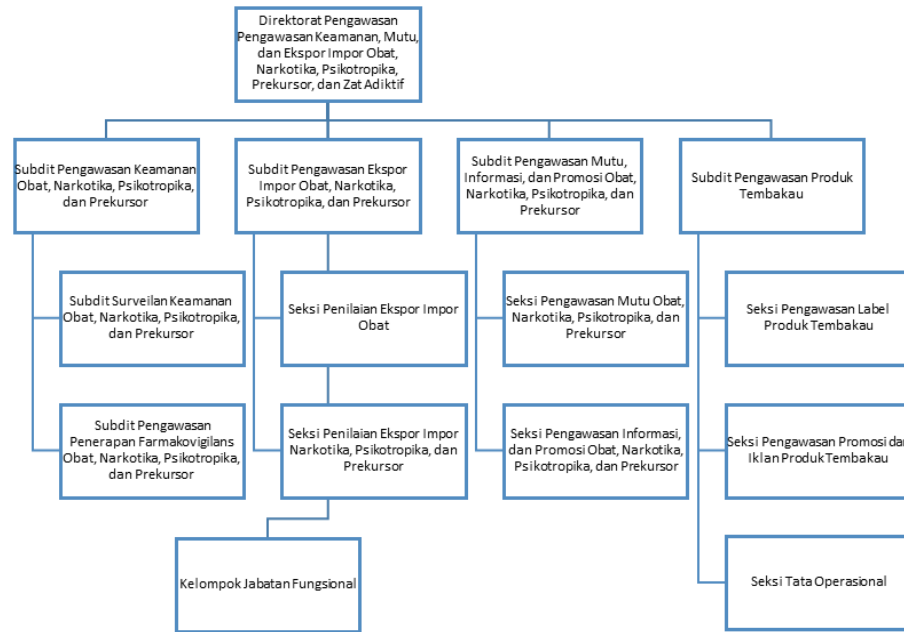 Direktorat Pengawasan
Pengawasan Keamanan, Mutu,
dan Ekspor Impor Obat,
Narkotika, Psikotropika,
Prekursor, dan Zat Adiktif
Subdit Pengawasan Keamanan
Obat, Narkotika, Psikotropika,
dan Prekursor
Subdit Pengawasan Ekspor
Impor Obat, Narkotika,
Psikotropika, dan Prekursor
Subdit Pengawasan Mutu,
Informasi, dan Promosi Obat,
Narkotika, Psikotropika, dan
Prekursor
Subdit Pengawasan Produk
Tembakau
Subdit Surveilan Keamanan
Obat, Narkotika, Psikotropika,
dan Prekursor
Seksi Penilaian Ekspor Impor
Obat
Seksi Pengawasan Mutu Obat,
Narkotika, Psikotropika, dan
Prekursor
Seksi Pengawasan Label
Produk Tembakau
Subdit Pengawasan
Penerapan Farmakovigilans
Obat, Narkotika, Psikotropika,
dan Prekursor
Seksi Penilaian Ekspor Impor
Narkotika, Psikotropika, dan
Prekursor
Seksi Pengawasan Informasi,
dan Promosi Obat, Narkotika,
Psikotropika, dan Prekursor
Seksi Pengawasan Promosi dan
Iklan Produk Tembakau
Kelompok Jabatan Fungsional
Seksi Tata Operasional